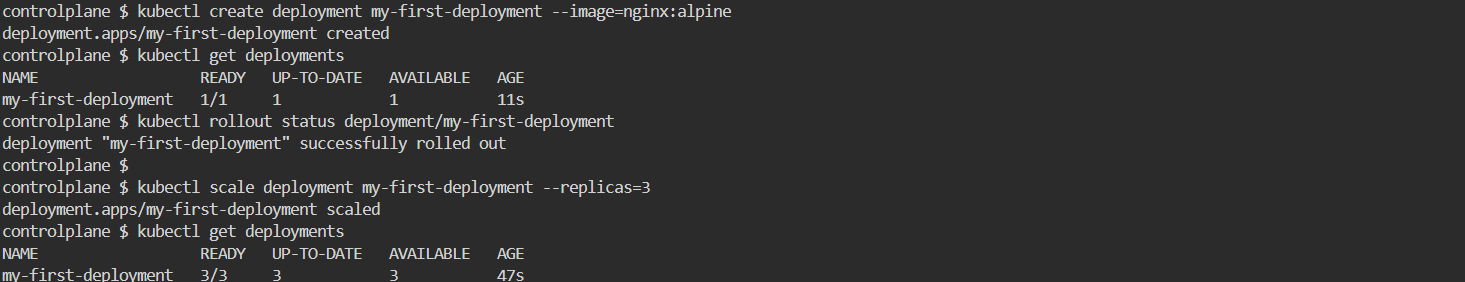 controlplane $ kubectl create deployment my-first-deployment --image=nginx:alpine
deployment.apps/my-first-deployment created
controlplane $ kubectl get deployments
NAME                  READY   UP-TO-DATE   AVAILABLE   AGE
my-first-deployment   1/1     1            1           11s
controlplane $ kubectl rollout status deployment/my-first-deployment
deployment "my-first-deployment" successfully rolled out
controlplane $
controlplane $ kubectl scale deployment my-first-deployment --replicas=3
deployment.apps/my-first-deployment scaled
controlplane $ kubectl get deployments
NAME                  READY   UP-TO-DATE   AVAILABLE   AGE
my-first-deployment   3/3     3            3           47s